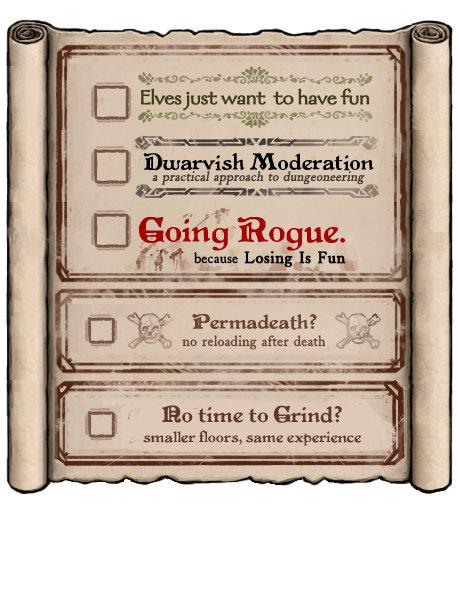 Elves just want to have fun
Dwarvish Moderation
a practical approach to dungeoneering
Going Rogue.
because Losing Is Fun
Permadeath?
no reloading after death
No time to Grind?
smaller floors, same experience